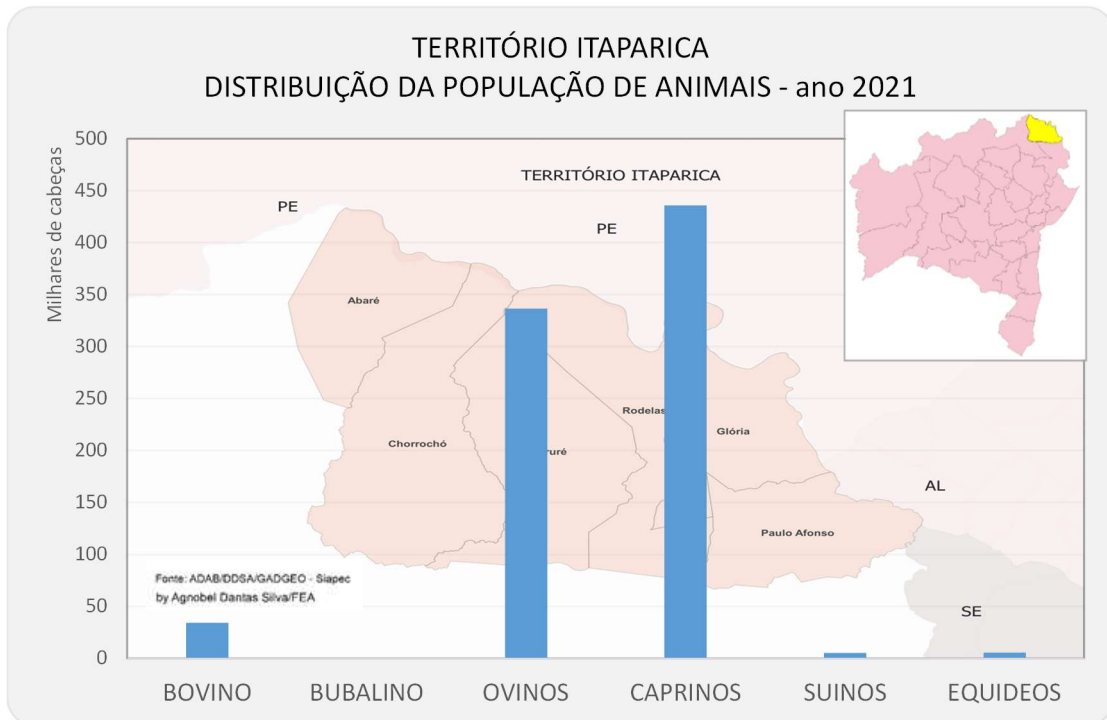 TERRITÓRIO ITAPARICA
DISTRIBUIÇÃO DA POPULAÇÃO DE ANIMAIS - ano 2021
Milhares de cabeças
500
450
400
350
300
250
200
150
100
50
0
TERRITÓRIO ITAPARICA
PE
PE
Abaré
Rodelas
Glória
Chorrochó
ruré
AL
Paulo Afonso
SE
Fonte: ADAB/DDSA/GADGEO - Siapec
by Agnobel Dantas Silva/FEA
BOVINO BUBALINO OVINOS CAPRINOS SUINOS EQUIDEOS